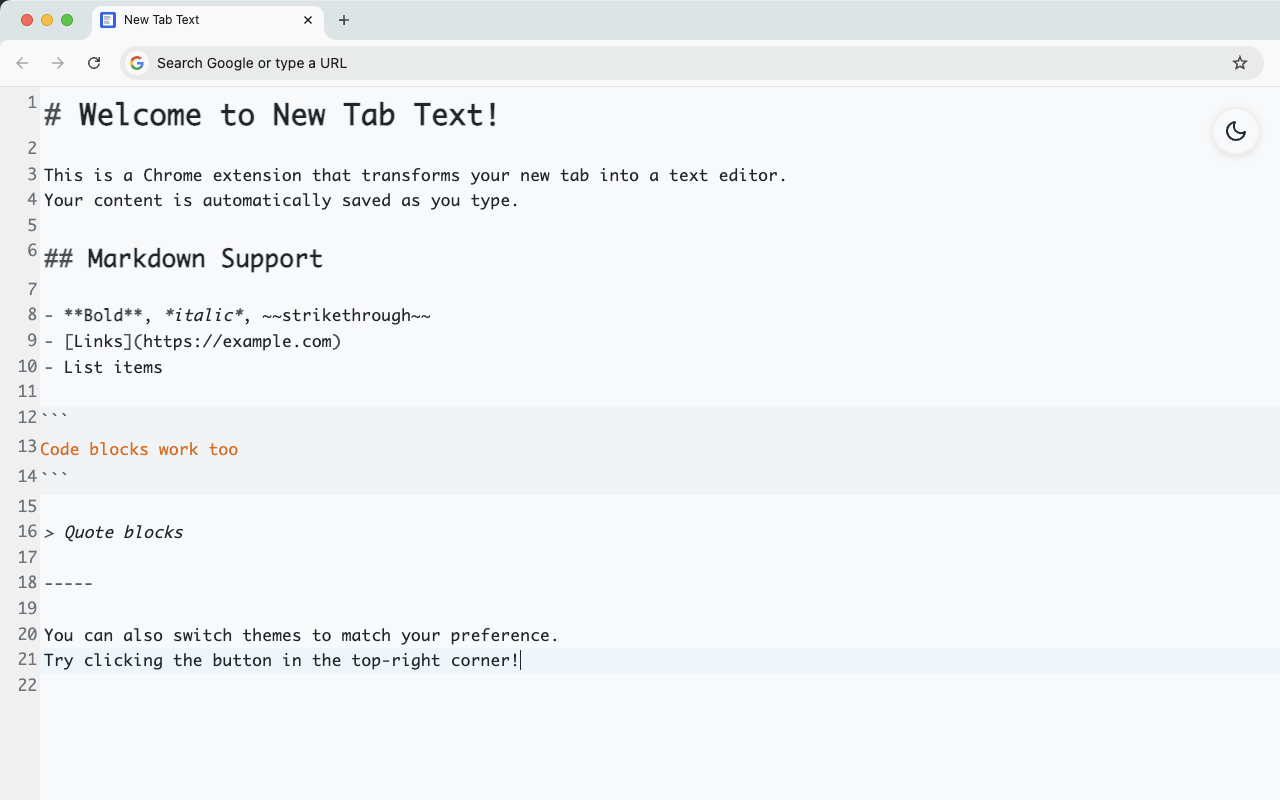 New Tab Text
Search Google or type a URL
1 # Welcome to New Tab Text!
2
3 This is a Chrome extension that transforms your new tab into a text editor.
4 Your content is automatically saved as you type.
5
6 ## Markdown Support
7
8 - **Bold**, *italic*, ~~strikethrough~~
9 - [Links](https://example.com)
10 - List items
11
12 ```
13 Code blocks work too
14 ```
15
16 > Quote blocks
17
18 -----
19
20 You can also switch themes to match your preference.
21 Try clicking the button in the top-right corner!
22